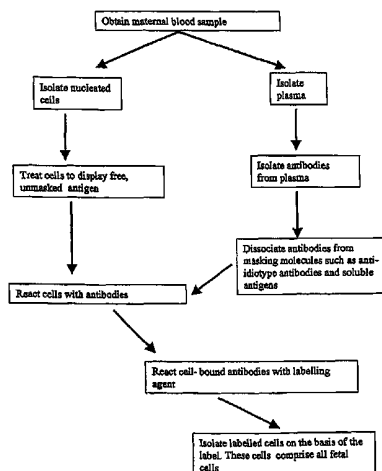 Obtain maternal blood sample
Isolate nucleated
cells
Isolate
plasma
Treat cells to display free,
unmasked antigen
Isolate antibodies
from plasma
Dissociate antibodies from
masking molecules such as anti-
idiotype antibodies and soluble
antigens
React cells with antibodies
React cell- bound antibodies with labelling
agent
Isolate labelled cells on the basis of the
label. These cells comprise all fetal
cells